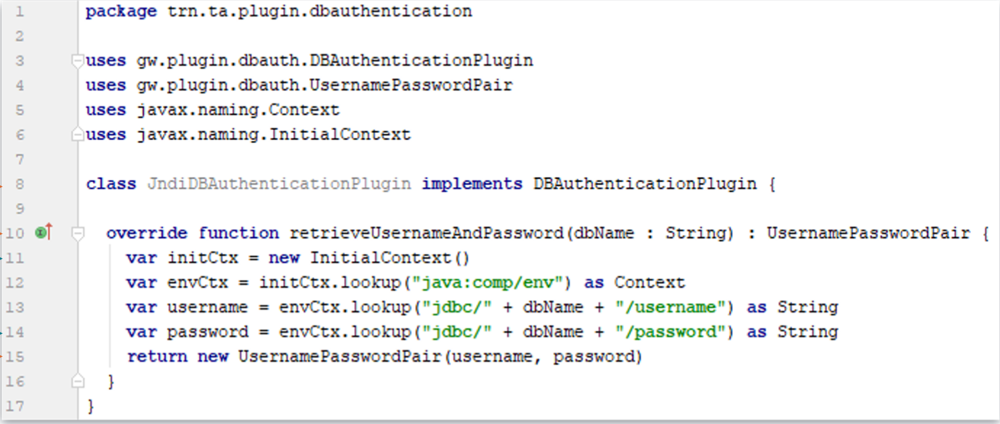 1 package trn.ta.plugin.dbauthentication
2
3 uses gw.plugin.dbauth.DBAuthenticationPlugin
4 uses gw.plugin.dbauth.UsernamePasswordPair
5 uses javax.naming.Context
6 uses javax.naming.InitialContext
7
8 class JndiDBAuthenticationPlugin implements DBAuthenticationPlugin {
9
10 override function retrieveUsernameAndPassword(dbName : String) : UsernamePasswordPair {
11 var initCtx = new InitialContext()
12 var envCtx = initCtx.lookup("java:comp/env") as Context
13 var username = envCtx.lookup("jdbc/" + dbName + "/username") as String
14 var password = envCtx.lookup("jdbc/" + dbName + "/password") as String
15 return new UsernamePasswordPair(username, password)
16 }
17 }